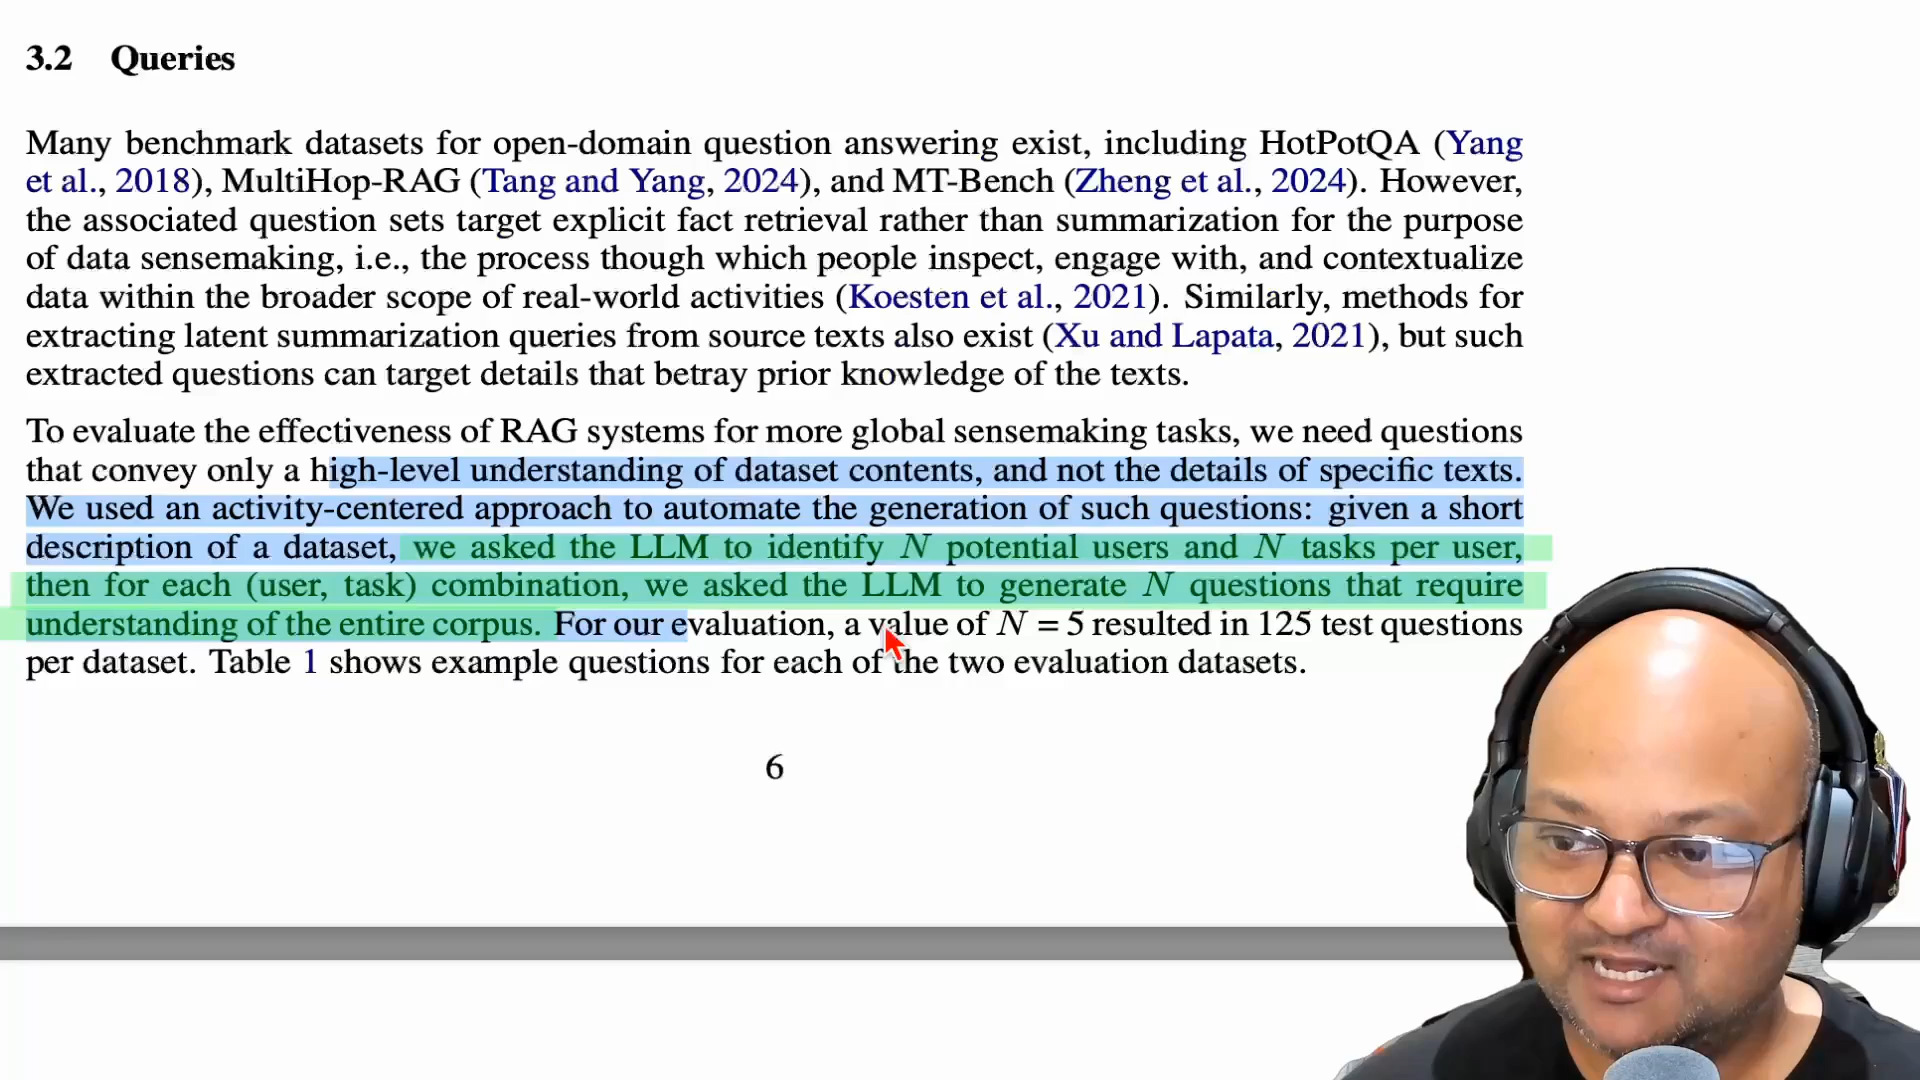 3.2 Queries
Many benchmark datasets for open-domain question answering exist, including HotPotQA (Yang
et al., 2018), MultiHop-RAG (Tang and Yang, 2024), and MT-Bench (Zheng et al., 2024). However,
the associated question sets target explicit fact retrieval rather than summarization for the purpose
of data sensemaking, i.e., the process though which people inspect, engage with, and contextualize
data within the broader scope of real-world activities (Koesten et al., 2021). Similarly, methods for
extracting latent summarization queries from source texts also exist (Xu and Lapata, 2021), but such
extracted questions can target details that betray prior knowledge of the texts.
To evaluate the effectiveness of RAG systems for more global sensemaking tasks, we need questions
that convey only a high-level understanding of dataset contents, and not the details of specific texts.
We used an activity-centered approach to automate the generation of such questions: given a short
description of a dataset, we asked the LLM to identify N potential users and N tasks per user,
then for each (user, task) combination, we asked the LLM to generate N questions that require
understanding of the entire corpus. For our evaluation, a value of N = 5 resulted in 125 test questions
per dataset. Table 1 shows example questions for each of the two evaluation datasets.
6